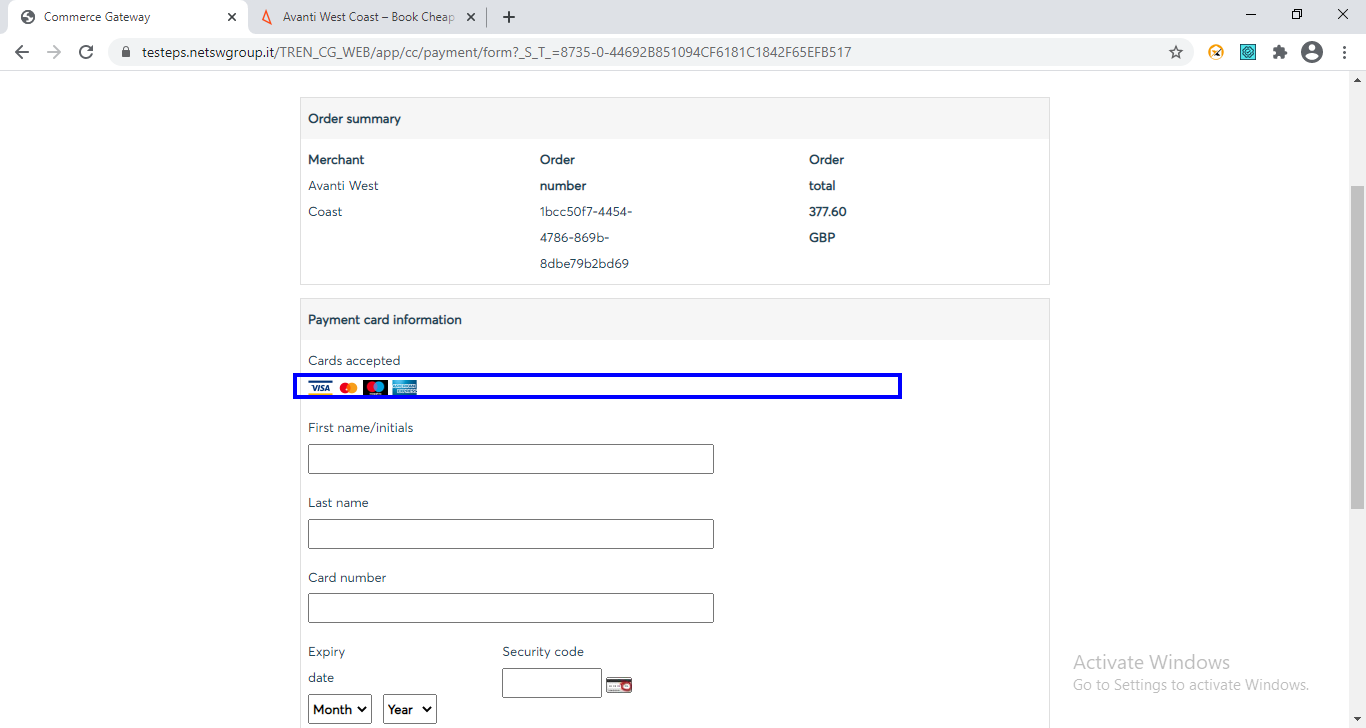 Commerce Gateway
Avanti West Coast – Book Cheap
testeps.netswgroup.it/TREN_CG_WEB/app/cc/payment/form?_S_T_=8735-0-44692B851094CF6181C1842F65EFB517
Order summary
Merchant
Avanti West
Coast
Order
number
1bcc50f7-4454-
4786-869b-
8dbe79b2bd69
Order
total
377.60
GBP
Payment card information
Cards accepted
VISA
First name/initials
Last name
Card number
Expiry
date
Security code
Month
Year
Activate Windows
Go to Settings to activate Windows.